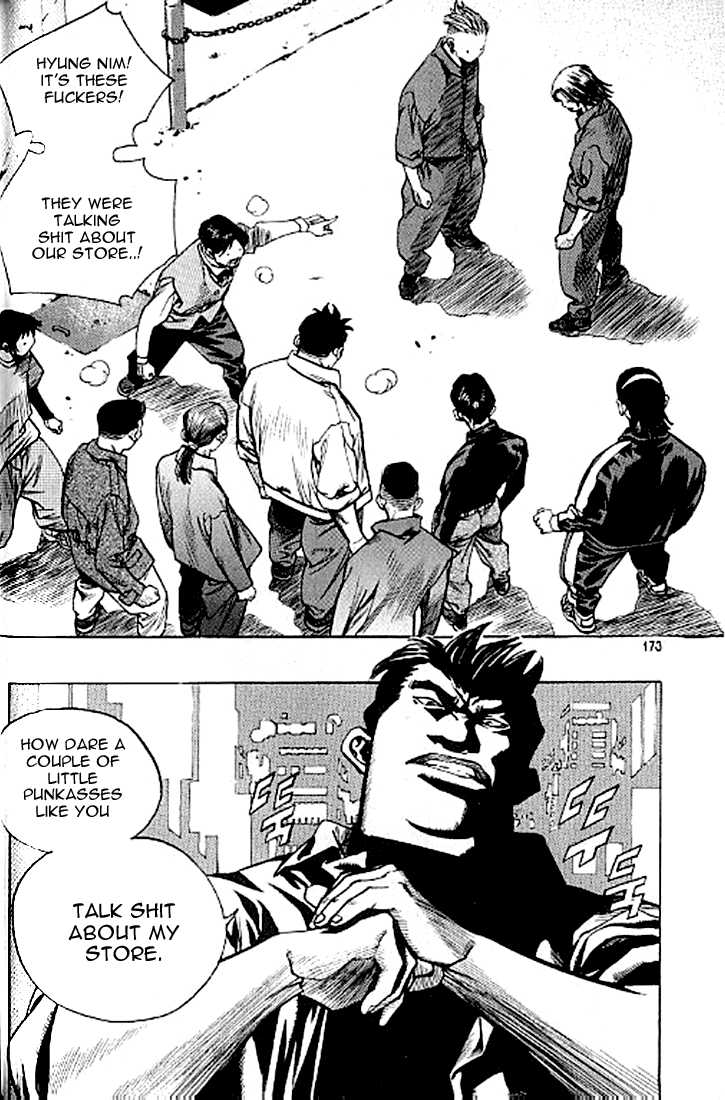 HYUNG NIM!
IT'S THESE
FUCKERS!
THEY WERE
TALKING
SHIT ABOUT
OUR STORE..!
173
HOW DARE A
COUPLE OF
LITTLE
PUNKASSES
LIKE YOU
TALK SHIT
ABOUT MY
STORE.